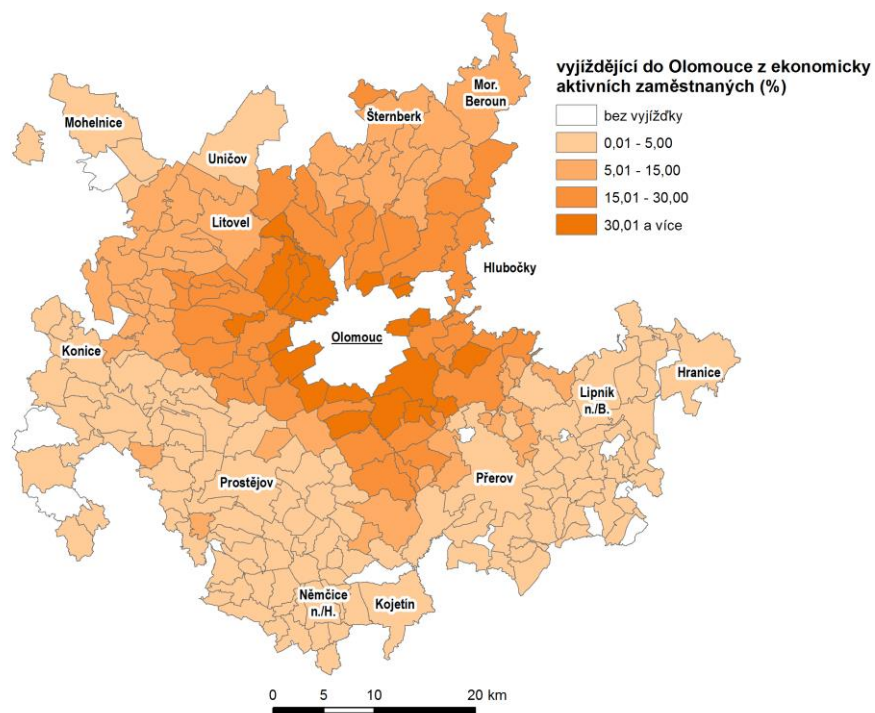 vyjíždějící do Olomouce z ekonomicky
aktivních zaměstnaných (%)
bez vyjížďky
0,01 - 5,00
5,01 - 15,00
15,01 - 30,00
30,01 a více
Mor.
Beroun
Šternberk
Mohelnice
Uničov
Litovel
Hlubočky
Olomouc
Konice
Hranice
Lipník
n./B.
Prostějov
Přerov
Němčice
n./H.
Kojetín
0 5 10 20 km